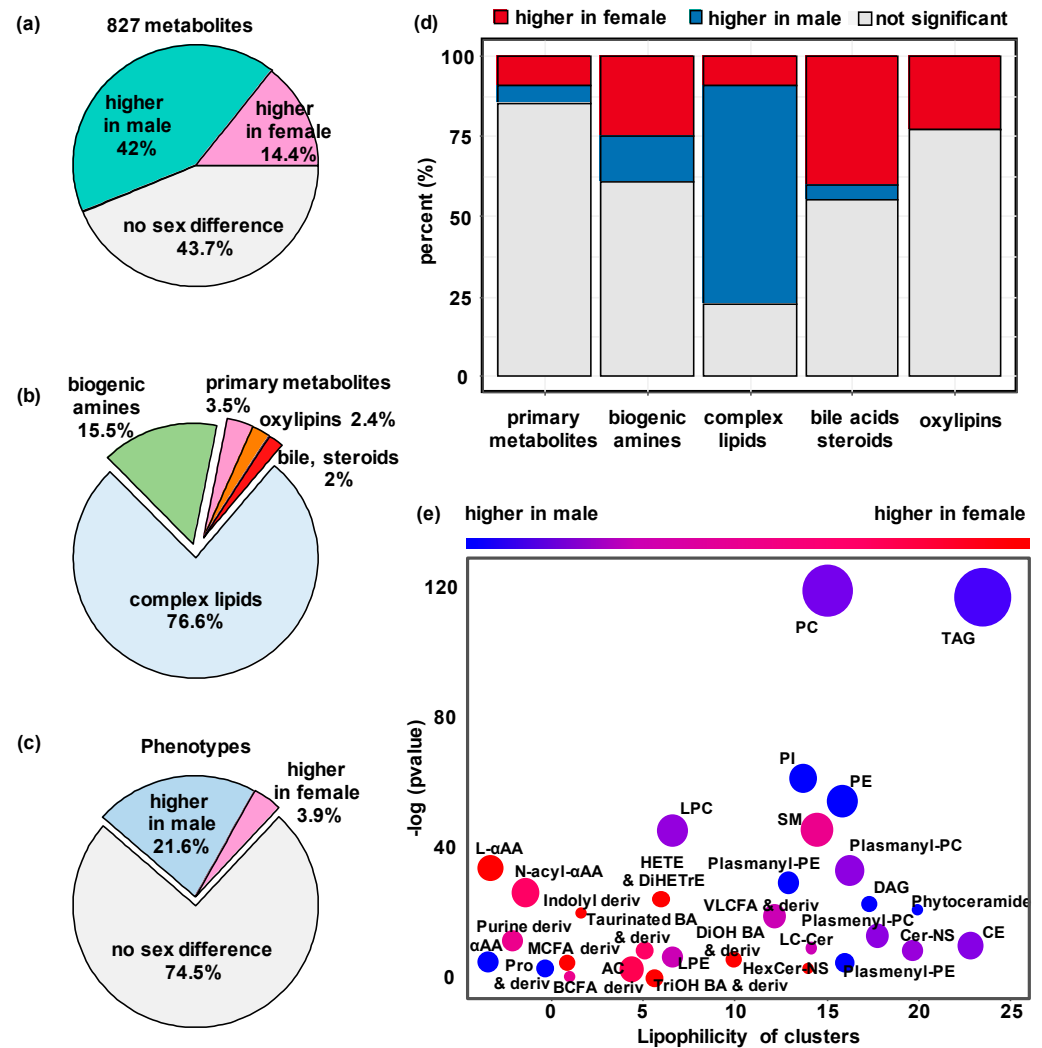 (a)
827 metabolites
higher
in male
42%
higher
in female
14.4%
no sex difference
43.7%
(b)
biogenic
amines
15.5%
primary metabolites
3.5%
oxylipins 2.4%
bile, steroids
2%
complex lipids
76.6%
(c)
Phenotypes
higher
in male
21.6%
higher
in female
3.9%
no sex difference
74.5%
(d)
higher in female
higher in male
not significant
percent (%)
100
75
50
25
0
primary
metabolites
biogenic
amines
complex
lipids
bile acids
steroids
oxylipins
(e)
higher in male
higher in female
-log (pvalue)
120
80
40
0
PC
TAG
PI
PE
LPC
SM
Plasmanyl-PC
L-αAA
N-acyl-αAA
HETE
& DiHETrE
Plasmanyl-PE
Indolyl deriv
VLCFA & deriv
DAG
Phytoceramide
Purine deriv
Taurinated BA
& deriv
Plasmenyl-PC
αAA
MCFA deriv
DiOH BA
& deriv
LC-Cer
Cer-NS
CE
Pro
& deriv
AC
LPE
HexCer-NS
Plasmenyl-PE
BCFA deriv
TriOH BA & deriv
0
5
10
15
20
25
Lipophilicity of clusters